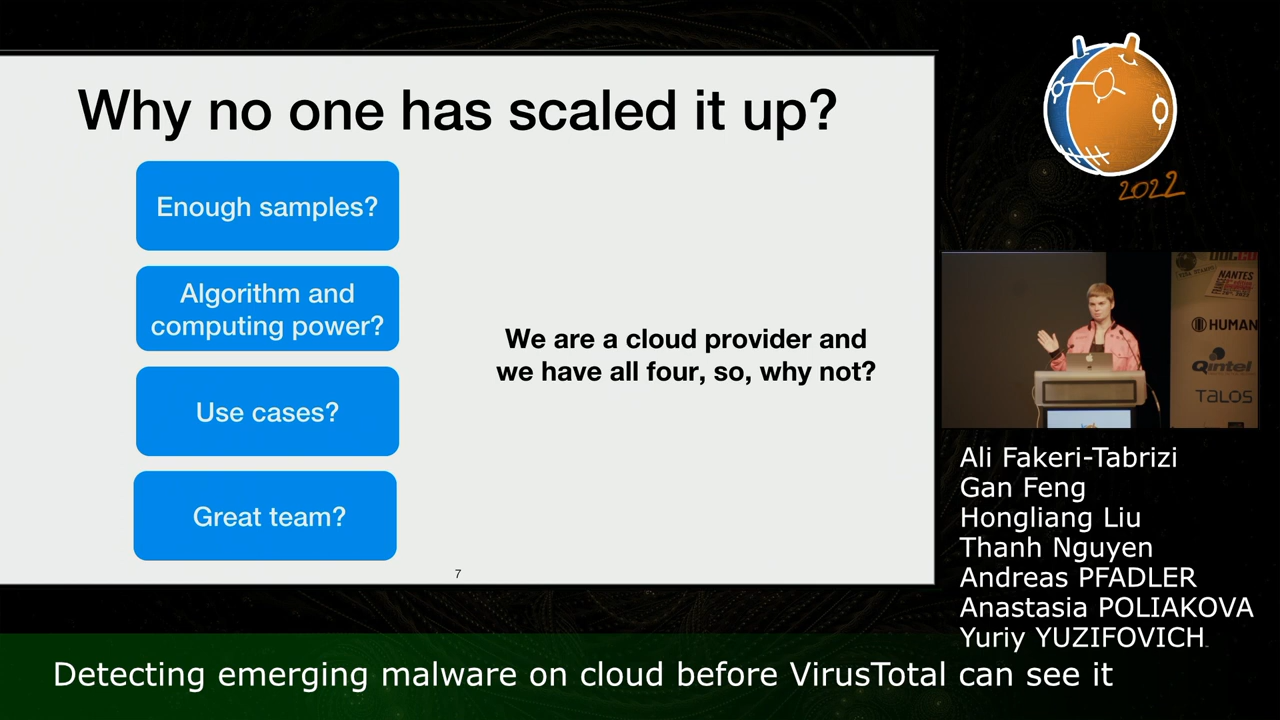 Why no one has scaled it up?
Enough samples?
Algorithm and
computing power?
Use cases?
Great team?
We are a cloud provider and
we have all four, so, why not?
7
2022
NANTES
HUMAN
Qintel
TALOS
Ali Fakeri-Tabrizi
Gan Feng
Hongliang Liu
Thanh Nguyen
Andreas PFADLER
Anastasia POLIAKOVA
Yuriy YUZIFOVICH
Detecting emerging malware on cloud before VirusTotal can see it